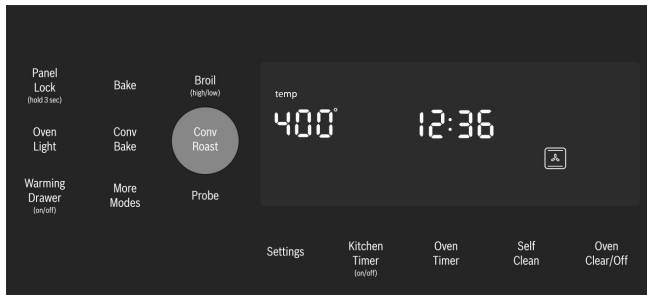 Panel
Lock
(hold 3 sec)
Bake
Broil
(high/low)
Oven
Light
Conv
Bake
Conv
Roast
Warming
Drawer
(on/off)
More
Modes
Probe
temp
400°
12:36
Settings
Kitchen
Timer
(on/off)
Oven
Timer
Self
Clean
Oven
Clear/Off